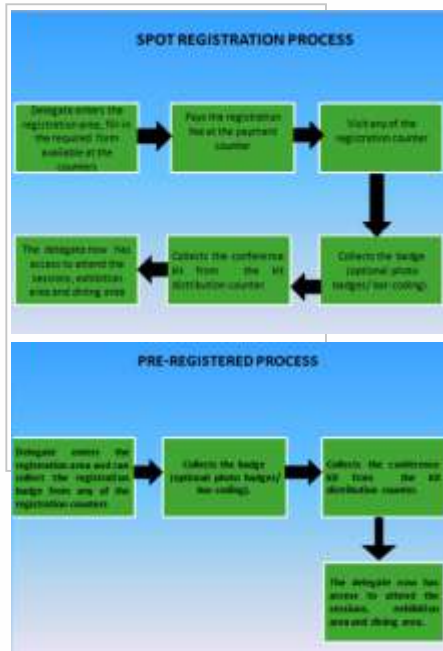 SPOT REGISTRATION PROCESS
Delegate enters the
registration area, fill in
the required form
available at the
counters
Pays the registration
fee at the payment
counter
Visit any of the
registration counter
Collects the badge
(optional photo
badges/ bar coding).
Collects the conference
kit from the kit
distribution counter
The delegate now has
access to attend the
sessions, exhibition
area and dining area
PRE-REGISTERED PROCESS
Delegate enters the
registration area and can
collect the registration
badge from any of the
registration counters
Collects the badge
(optional photo badges/
bar coding).
Collects the conference
kit from the kit
distribution counter
The delegate now has
access to attend the
sessions, exhibition
area and dining area.